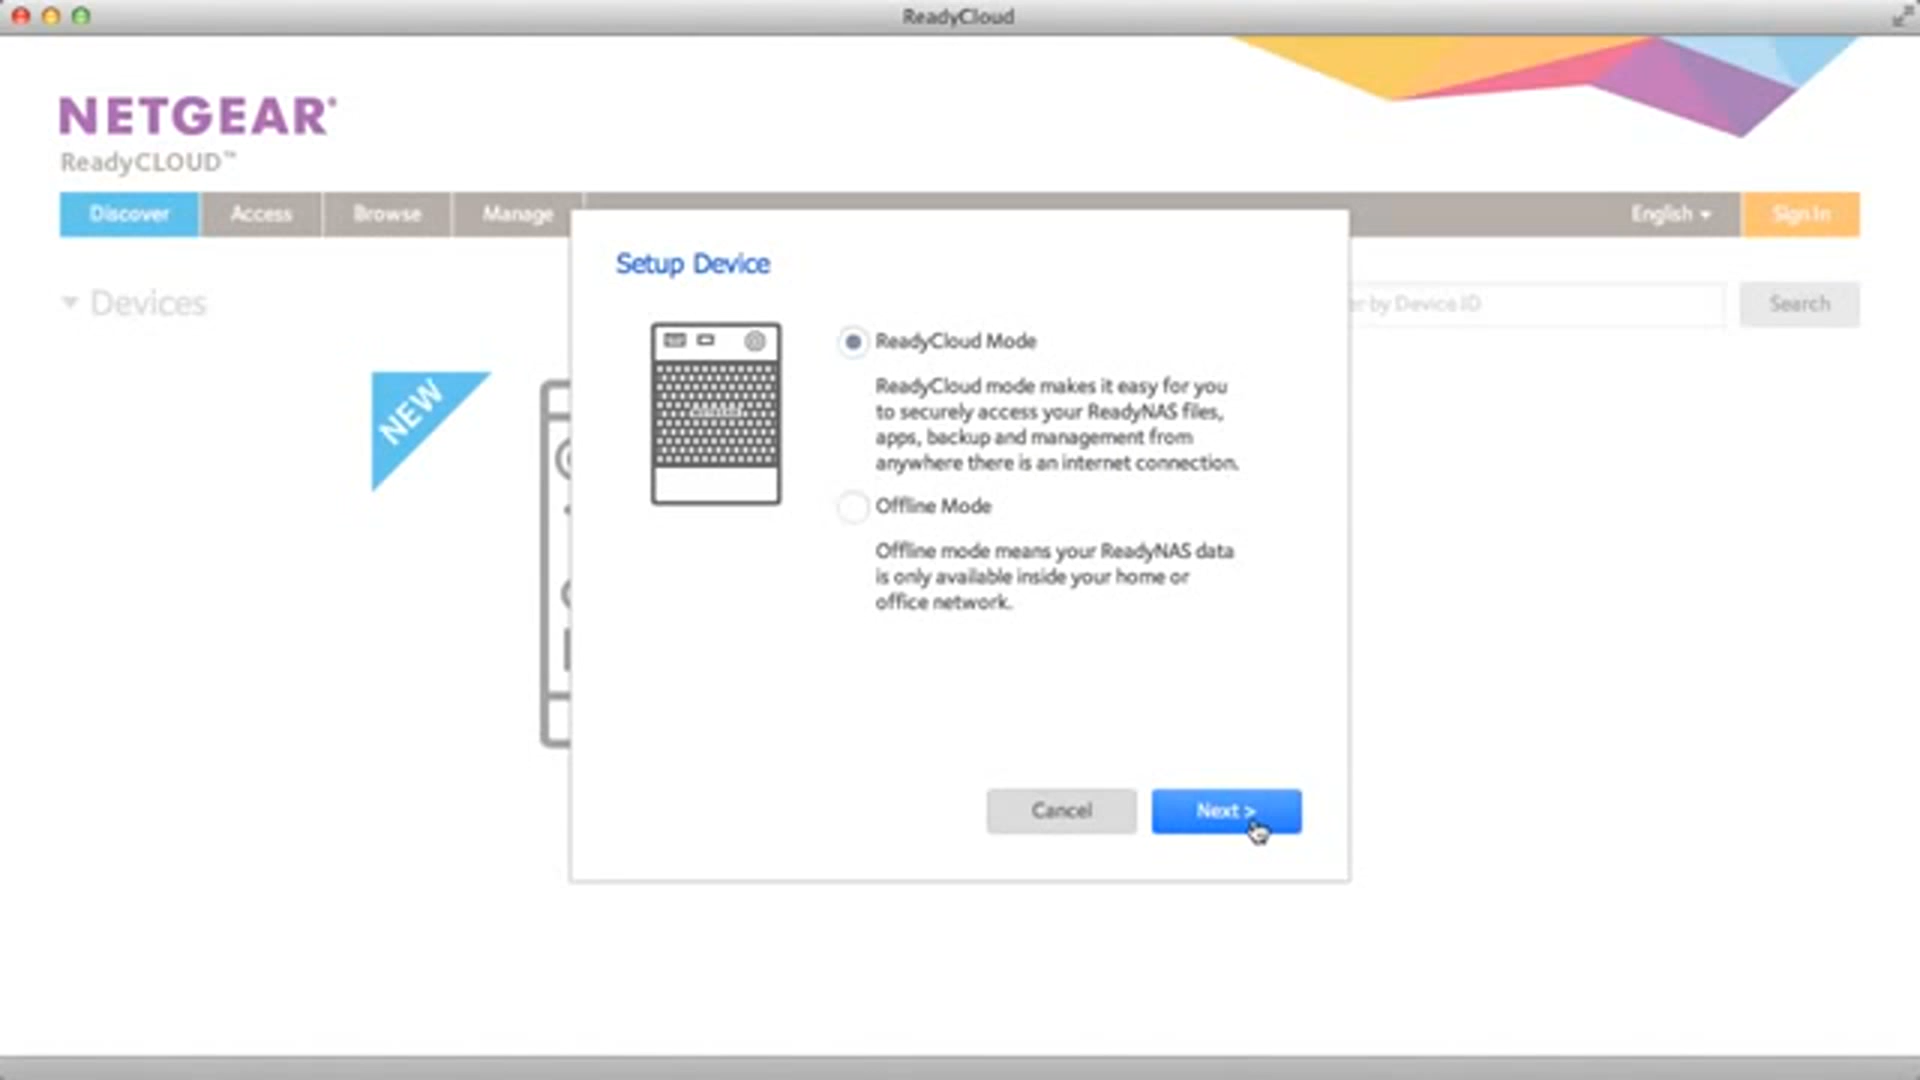 ReadyCloud
NETGEAR®
ReadyCLOUD™
Discover Access Browse Manage English Sign In
Devices
by Device ID
Search
NEW
Setup Device
ReadyCloud Mode
ReadyCloud mode makes it easy for you
to securely access your ReadyNAS files,
apps, backup and management from
anywhere there is an internet connection.
Offline Mode
Offline mode means your ReadyNAS data
is only available inside your home or
office network.
Cancel
Next >